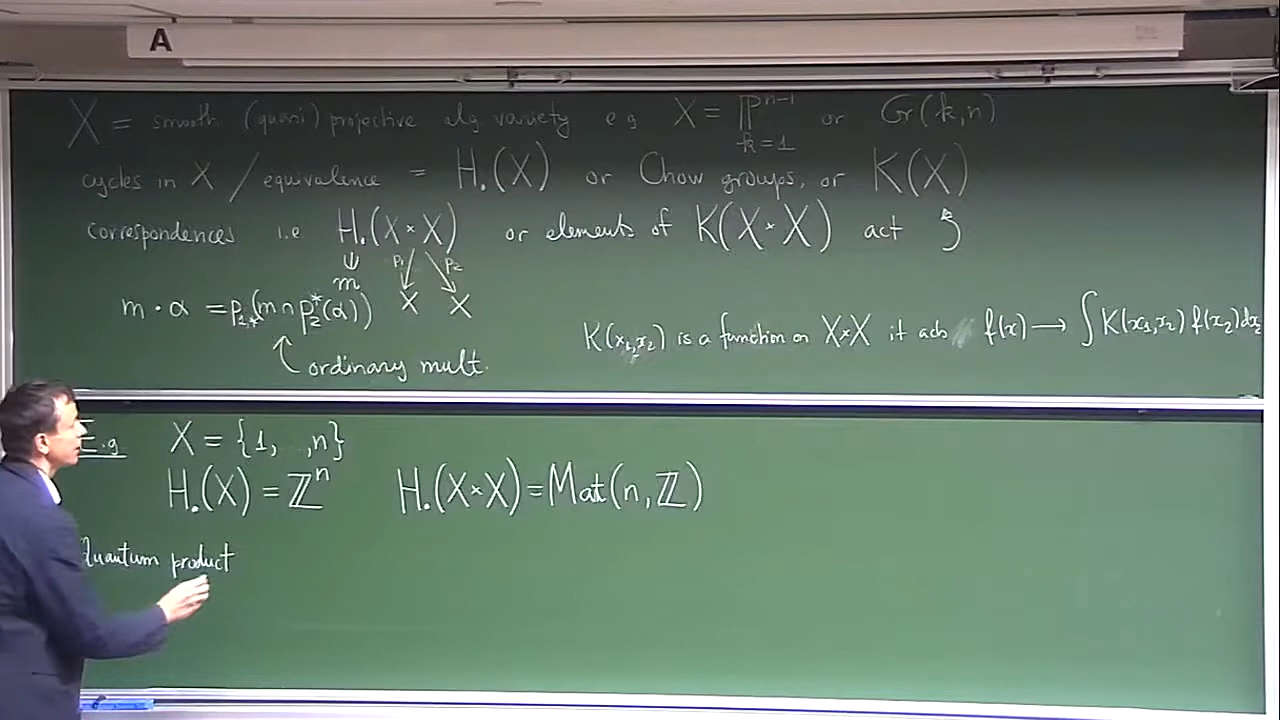 A
X = smooth (quasi) projective alg variety e.g X = ℙⁿ⁻¹ or Gr(k,n)
k=1
cycles in X / equivalence = H.(X) or Chow groups, or K(X)
correspondences i.e H.(X×X) or elements of K(X×X) act
m p₁ p₂
m·α = p₁,*(m∩p₂*(α)) X X
K(x₁,x₂) is a function on X×X it acts f(x) → ∫K(x₁,x₂) f(x₂)dx₂
ordinary mult.
E.g X = {1,...,n}
H.(X) = ℤⁿ H.(X×X) = Mat(n,ℤ)
Quantum product